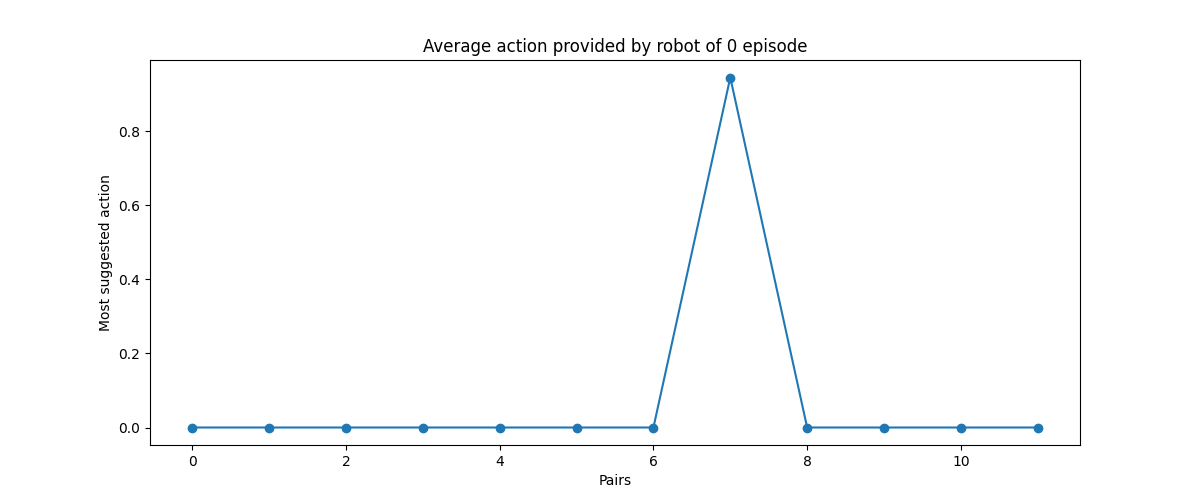 Average action provided by robot of 0 episode
Most suggested action
0.8
0.6
0.4
0.2
0.0
0 2 4 6 8 10
Pairs